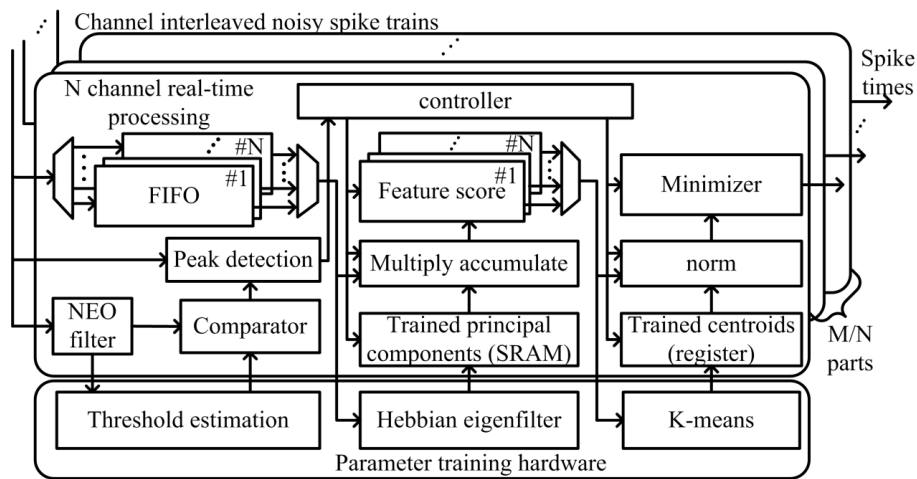 Channel interleaved noisy spike trains
Spike
times
N channel real-time
processing
controller
#N
#1
FIFO
#N
#1
Feature score
Minimizer
Peak detection
Multiply accumulate
norm
NEO
filter
Comparator
Trained principal
components (SRAM)
Trained centroids
(register)
M/N
parts
Threshold estimation
Hebbian eigenfilter
K-means
Parameter training hardware